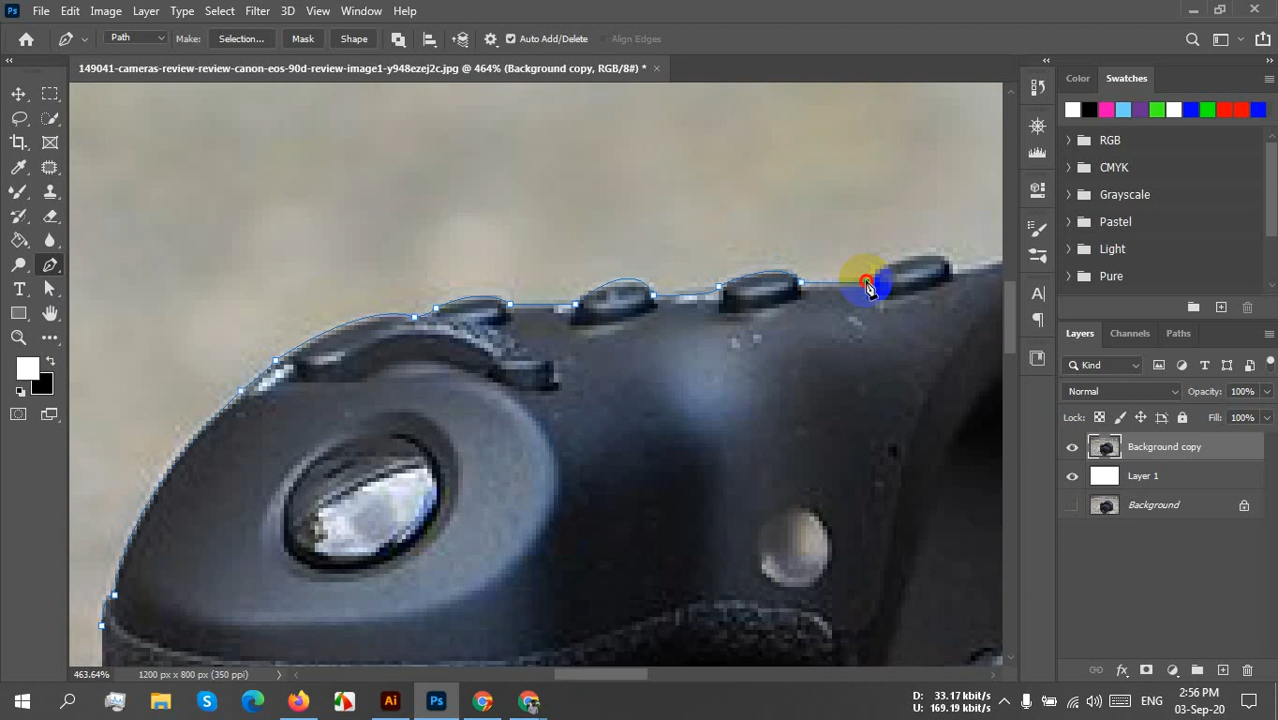 Ps File Edit Image Layer Type Select Filter 3D View Window Help
Path Make: Selection... Mask Shape Auto Add/Delete Align Edges
149041-cameras-review-review-canon-eos-90d-review-image1-y948ezej2c.jpg @ 464% (Background copy, RGB/8#) * ×
Color Swatches
RGB
CMYK
Grayscale
Pastel
Light
Pure
Layers Channels Paths
Kind
Normal Opacity: 100%
Lock: Fill: 100%
Background copy
Layer 1
Background
463.64% 1200 px x 800 px (350 ppi)
Ai Ps D: 33.17 kbit/s ENG 2:56 PM
U: 169.19 kbit/s 03-Sep-20